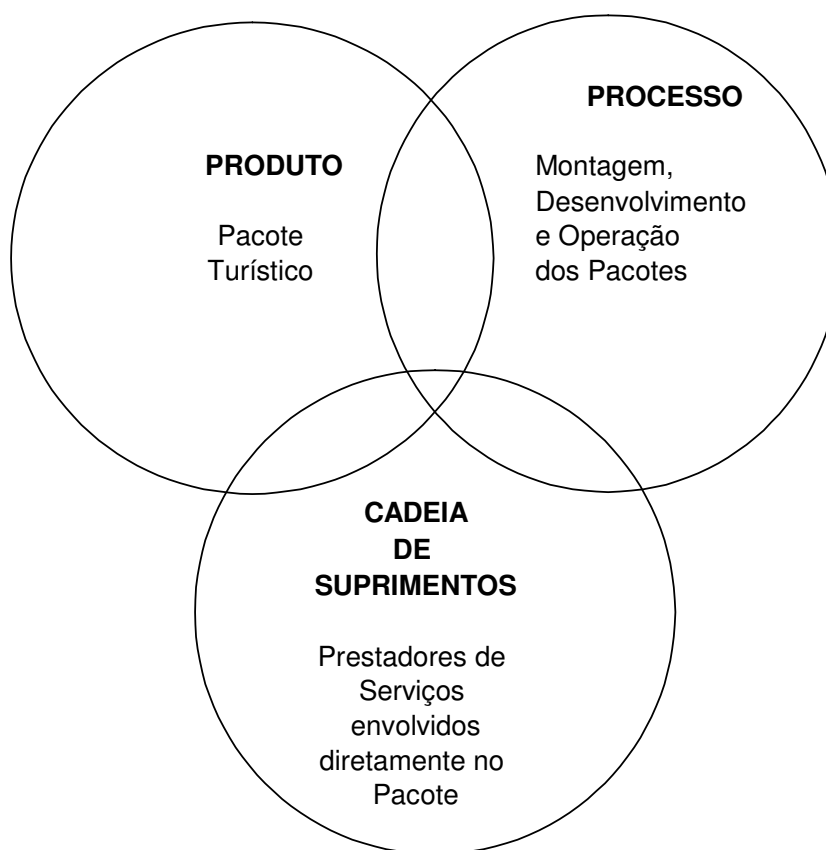 PRODUTO
Pacote
Turístico
PROCESSO
Montagem,
Desenvolvimento
e Operação
dos Pacotes
CADEIA
DE
SUPRIMENTOS
Prestadores de
Serviços
envolvidos
diretamente no
Pacote